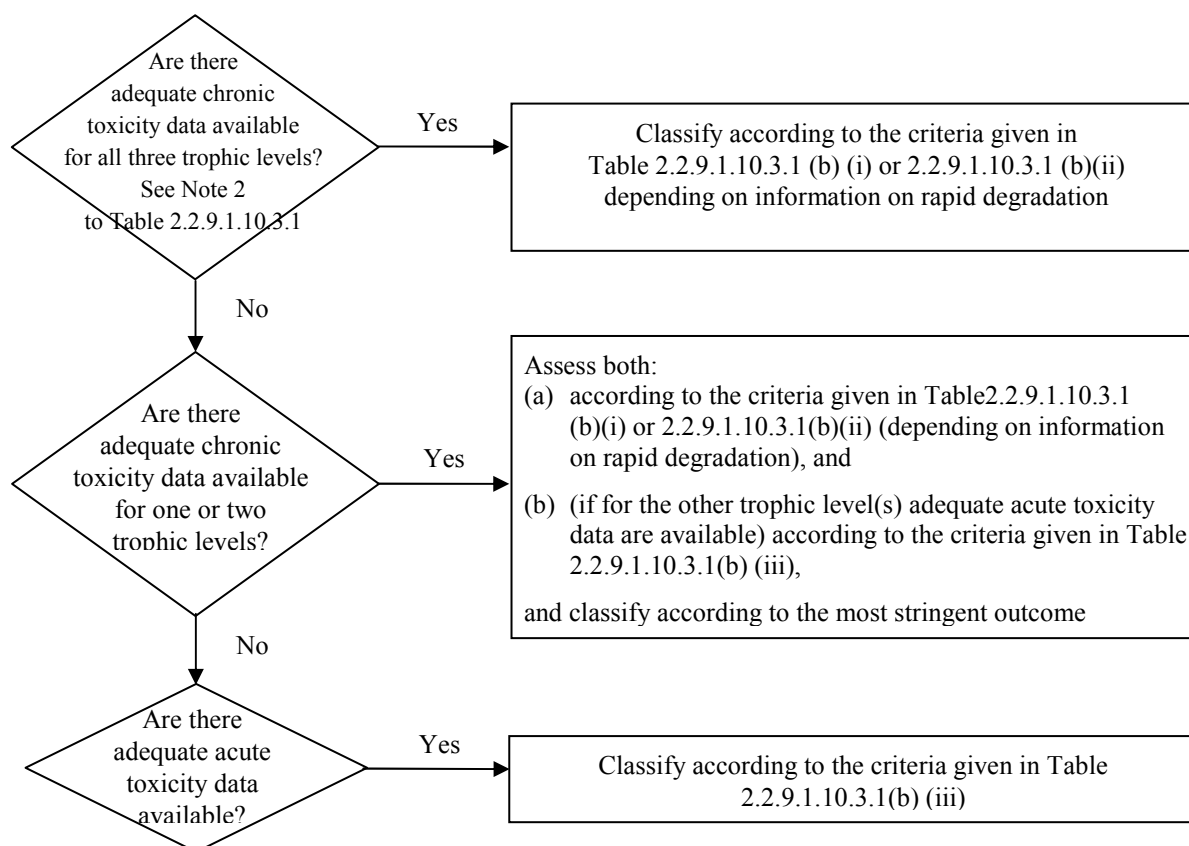 Are there
adequate chronic
toxicity data available
for all three trophic levels?
See Note 2
to Table 2.2.9.1.10.3.1
Yes
Classify according to the criteria given in
Table 2.2.9.1.10.3.1 (b) (i) or 2.2.9.1.10.3.1 (b)(ii)
depending on information on rapid degradation
No
Are there
adequate chronic
toxicity data available
for one or two
trophic levels?
Yes
Assess both:
(a) according to the criteria given in Table2.2.9.1.10.3.1
(b)(i) or 2.2.9.1.10.3.1(b)(ii) (depending on information
on rapid degradation), and
(b) (if for the other trophic level(s) adequate acute toxicity
data are available) according to the criteria given in Table
2.2.9.1.10.3.1(b) (iii),
and classify according to the most stringent outcome
No
Are there
adequate acute
toxicity data
available?
Yes
Classify according to the criteria given in Table
2.2.9.1.10.3.1(b) (iii)